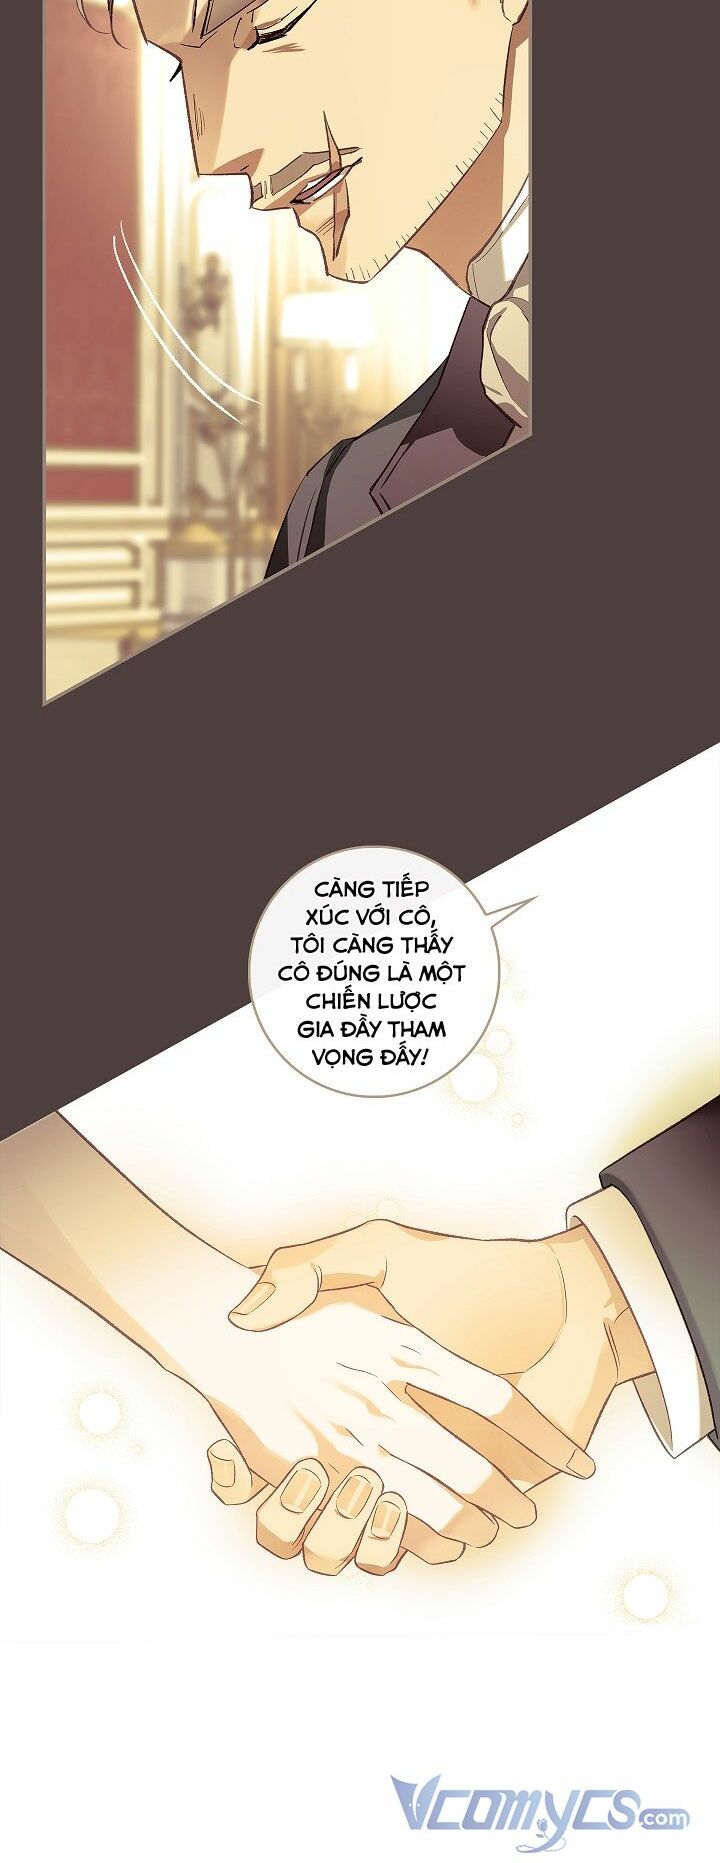 CÀNG TIẾP
XÚC VỚI CÔ,
TÔI CÀNG THẤY
CÔ ĐÚNG LÀ MỘT
CHIẾN LƯỢC
GIA ĐẦY THAM
VỌNG ĐẤY!
VCOMYCS.com